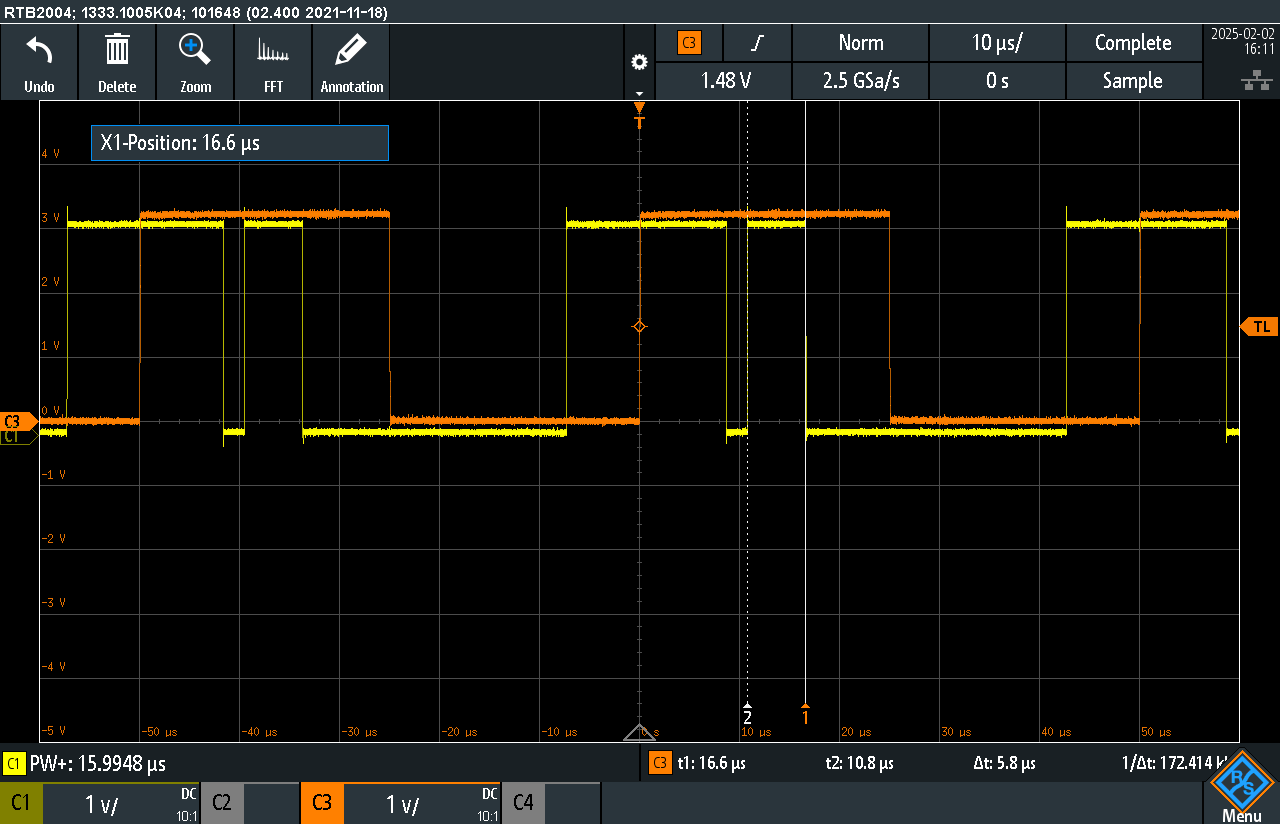 RTB2004; 1333.1005K04; 101648 (02.400 2021-11-18)
Undo Delete Zoom FFT Annotation
C3 Norm 10 µs/ Complete
1.48 V 2.5 GSa/s 0 s Sample
2025-02-02
16:11
T
X1-Position: 16.6 µs
4 V
3 V
2 V
TL
1 V
0 V
C3
C1
-1 V
-2 V
-3 V
-4 V
2 1
-5 V -50 µs -40 µs -30 µs -20 µs -10 µs 0 s 10 µs 20 µs 30 µs 40 µs 50 µs
C1 PW+: 15.9948 µs
C3 t1: 16.6 µs t2: 10.8 µs Δt: 5.8 µs 1/Δt: 172.414 k
C1 1 V/ DC 10:1 C2 C3 1 V/ DC 10:1 C4
R S
Menu